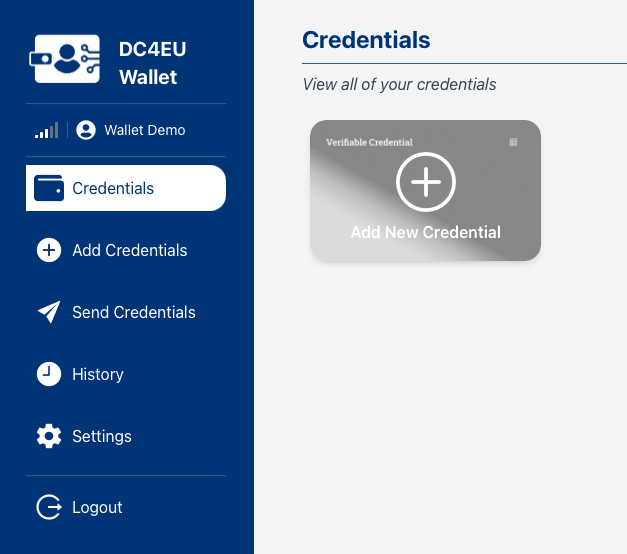 DC4EU
Wallet
Wallet Demo
Credentials
Add Credentials
Send Credentials
History
Settings
Logout
Credentials
View all of your credentials
Verifiable Credential
Add New Credential